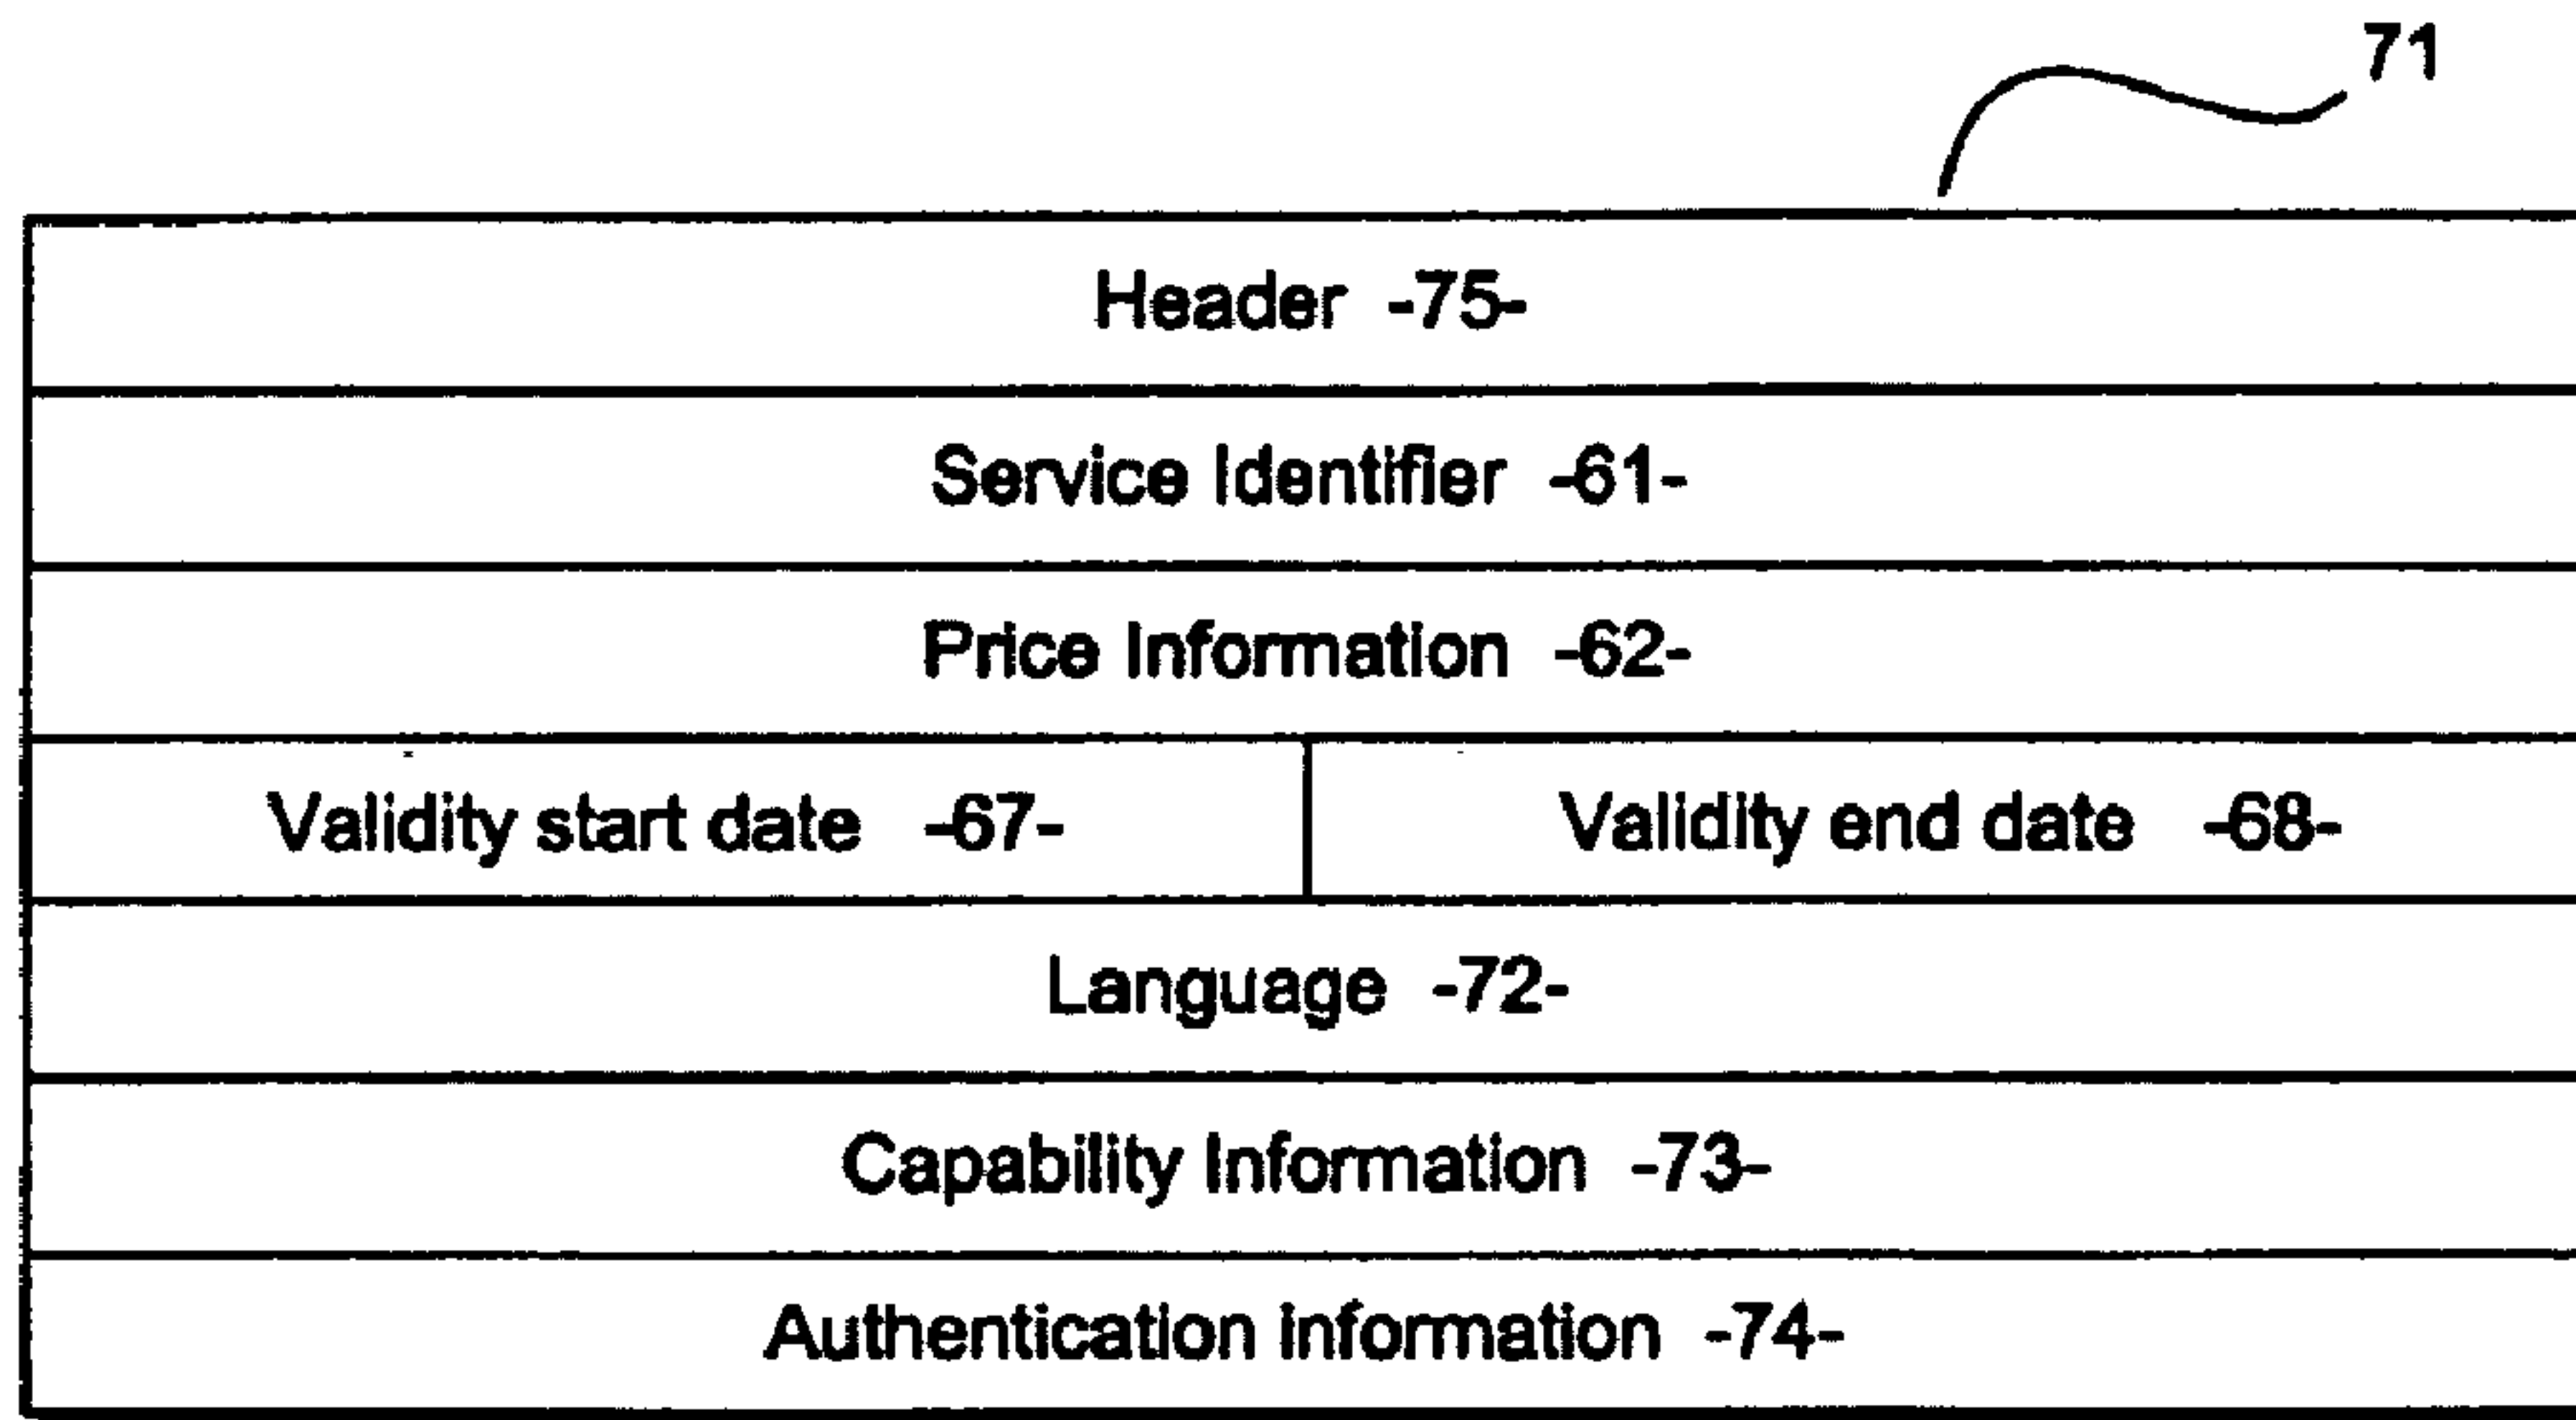 71
Header -75-
Service Identifier -61-
Price Information -62-
Validity start date -67- Validity end date -68-
Language -72-
Capability Information -73-
Authentication Information -74-